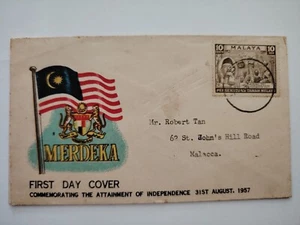 10 MALAYA 10
Mr. Robert Tan
62 St. John's Hill Road
Malacca.
MERDEKA
FIRST DAY COVER
COMMEMORATING THE ATTAINMENT OF INDEPENDENCE 31ST AUGUST, 1957